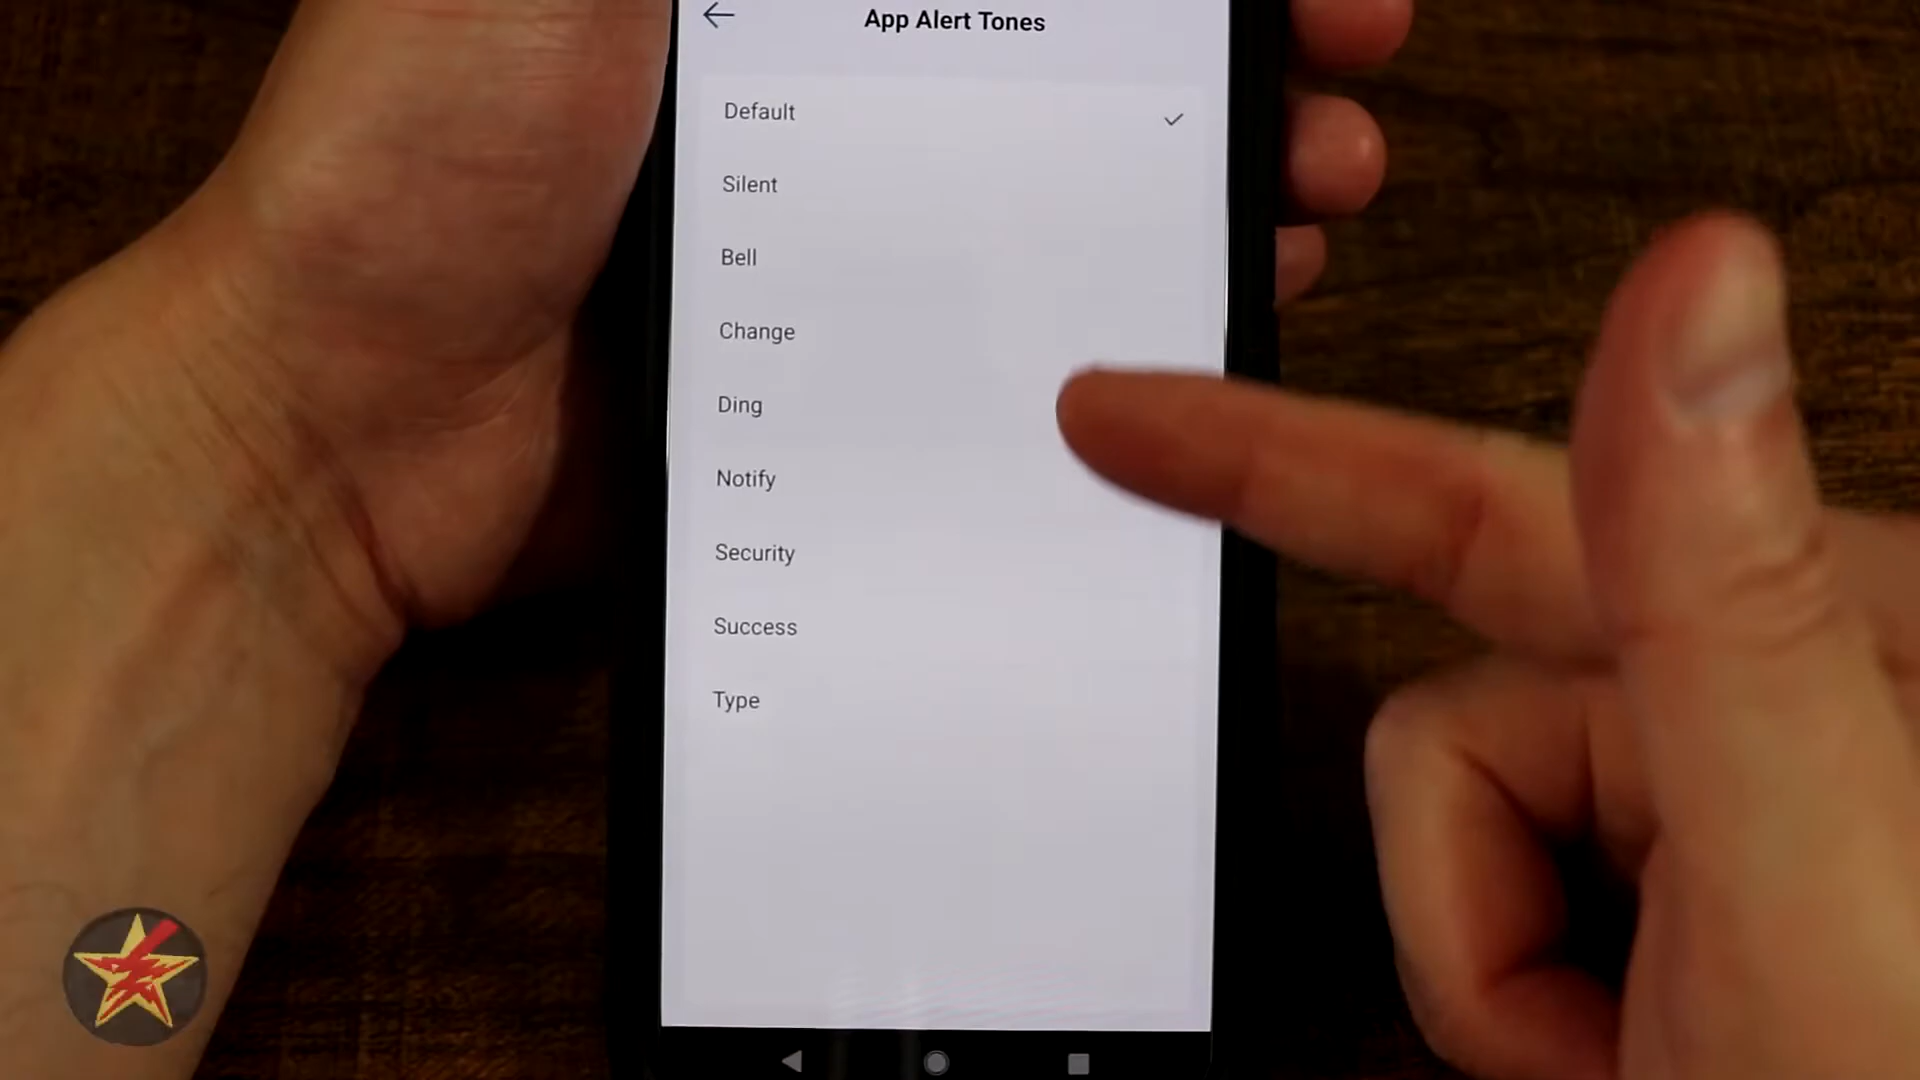 App Alert Tones
Default
Silent
Bell
Change
Ding
Notify
Security
Success
Type